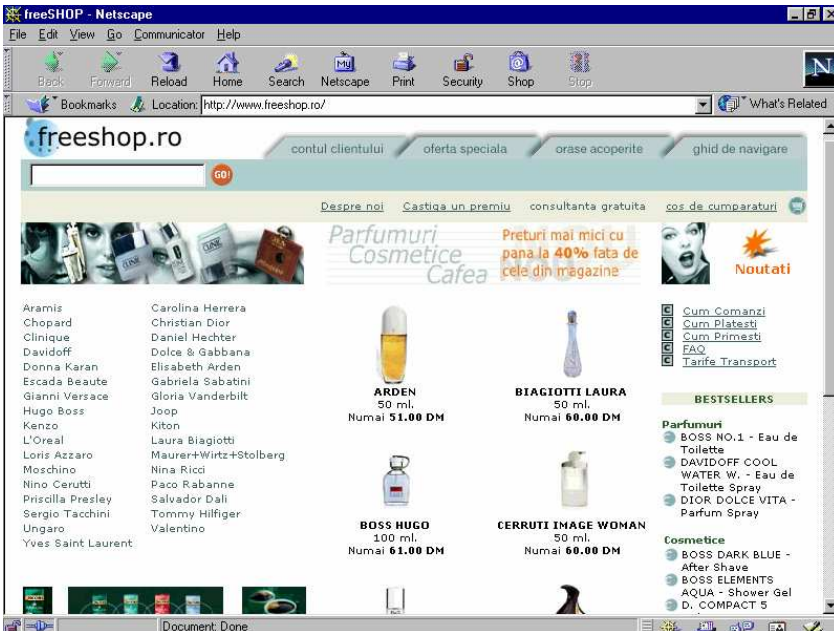 freeSHOP - Netscape
File Edit View Go Communicator Help
Back Forward Reload Home Search Netscape Print Security Shop Stop
N
Bookmarks Location: http://www.freeshop.ro/ What's Related
freeshop.ro
contul clientului oferta speciala orase acoperite ghid de navigare
GO!
Despre noi Castiga un premiu consultanta gratuita cos de cumparaturi
Parfumuri
Cosmetice
Cafea
Preturi mai mici cu
pana la 40% fata de
cele din magazine
Noutati
Aramis
Chopard
Clinique
Davidoff
Donna Karan
Escada Beaute
Gianni Versace
Hugo Boss
Kenzo
L'Oreal
Loris Azzaro
Moschino
Nino Cerutti
Priscilla Presley
Sergio Tacchini
Ungaro
Yves Saint Laurent
Carolina Herrera
Christian Dior
Daniel Hechter
Dolce & Gabbana
Elisabeth Arden
Gabriela Sabatini
Gloria Vanderbilt
Joop
Kiton
Laura Biagiotti
Maurer+Wirtz+Stolberg
Nina Ricci
Paco Rabanne
Salvador Dali
Tommy Hilfiger
Valentino
ARDEN
50 ml.
Numai 51.00 DM
BIAGIOTTI LAURA
50 ml.
Numai 60.00 DM
BOSS HUGO
100 ml.
Numai 61.00 DM
CERRUTI IMAGE WOMAN
50 ml.
Numai 60.00 DM
Cum Comanzi
Cum Platesti
Cum Primesti
FAQ
Tarife Transport
BESTSELLERS
Parfumuri
BOSS NO.1 - Eau de
Toilette
DAVIDOFF COOL
WATER W. - Eau de
Toilette Spray
DIOR DOLCE VITA -
Parfum Spray
Cosmetice
BOSS DARK BLUE -
After Shave
BOSS ELEMENTS
AQUA - Shower Gel
D. COMPACT 5
Document: Done